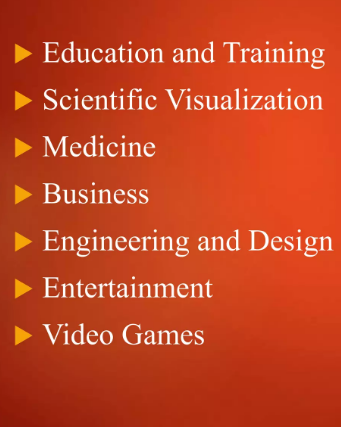 Education and Training
Scientific Visualization
Medicine
Business
Engineering and Design
Entertainment
Video Games